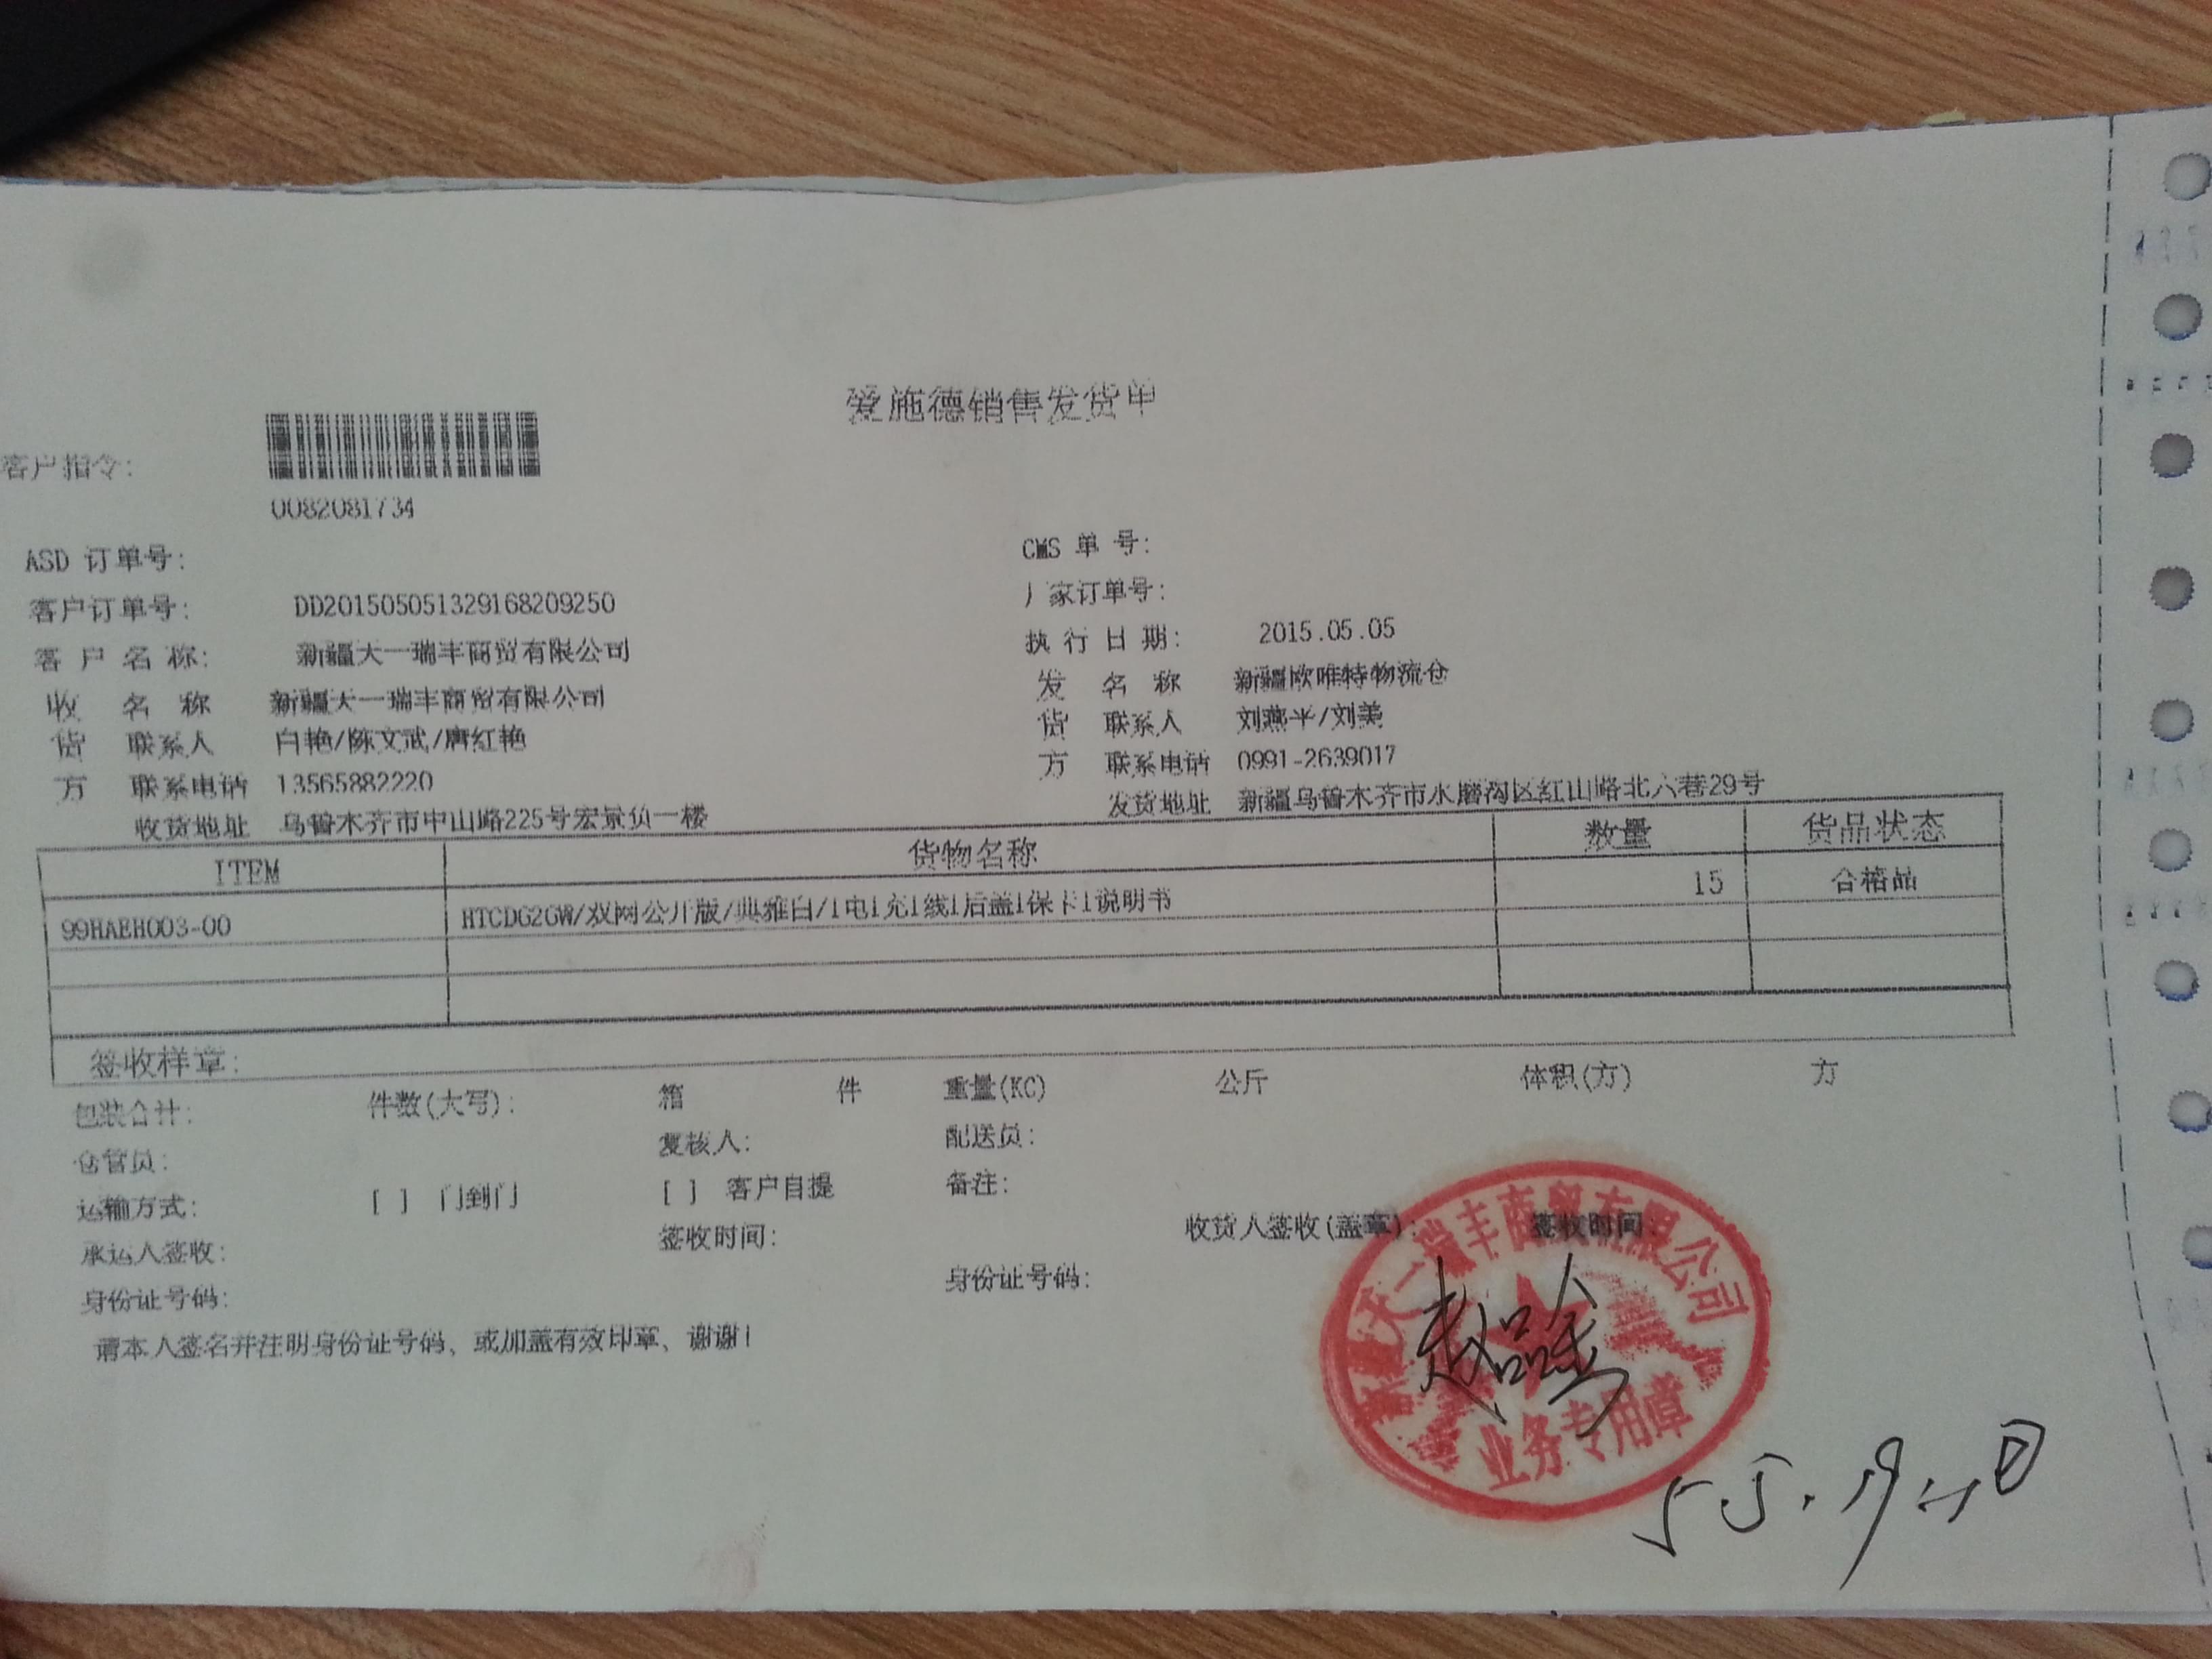 爱施德销售发货单
客户指令:
0082081734
ASD 订单号:
CMS 单 号:
客户订单号: DD201505051329168209250
厂家订单号:
客 户 名 称: 新疆大一瑞丰商贸有限公司
执 行 日 期: 2015.05.05
收 名 称 新疆大一瑞丰商贸有限公司
发 名 称 新疆欧唯特物流仓
货 联系人 白艳/陈文武/唐红艳
货 联系人 刘燕平/刘美
方 联系电话 13565882220
方 联系电话 0991-2639017
收货地址 乌鲁木齐市中山路225号宏景负一楼
发货地址 新疆乌鲁木齐市水磨沟区红山路北六巷29号
ITEM 货物名称 数量 货品状态
99HAEH003-00 HTCD626W/双网公开版/典雅白/1电1充1线1后盖1保卡1说明书 15 合格品
签收样章:
包装合计: 件数(大写): 箱 件 重量(KG) 公斤 体积(方) 方
仓管员: 复核人: 配送员:
运输方式: [ ] 门到门 [ ] 客户自提 备注:
承运人签收: 签收时间: 收货人签收(盖章): 签收时间:
身份证号码: 身份证号码:
请本人签名并注明身份证号码、或加盖有效印章、谢谢!
瑞丰商贸有限公司
业务专用章